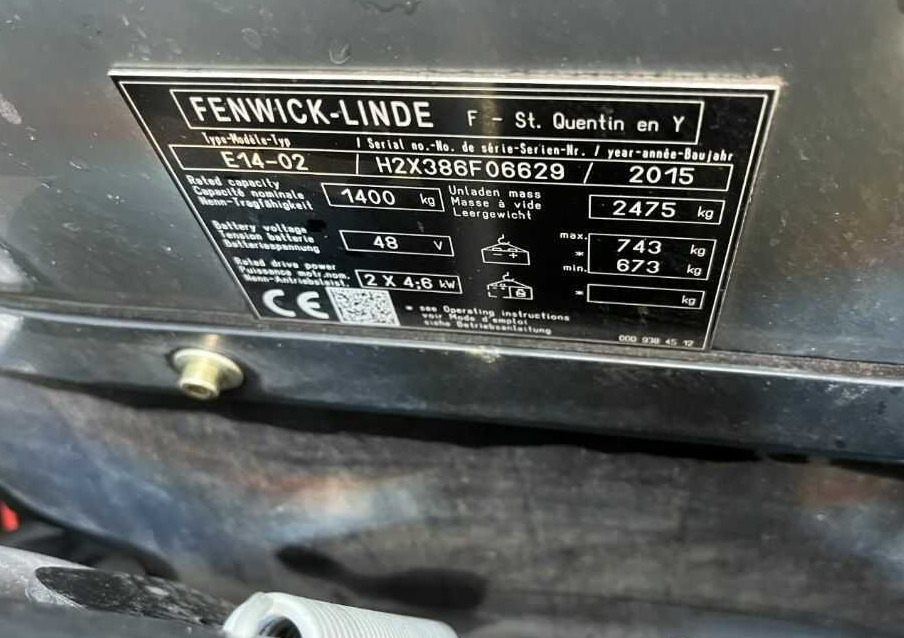 FENWICK-LINDE F - St. Quentin en Y
Type-Modèle-Typ / Serial no.-No. de série-Serien-Nr. / year-année-Baujahr
E14-02 / H2X386F06629 / 2015
Rated capacity
Capacité nominale
Nenn-Tragfähigkeit
1400 kg
Unladen mass
Masse à vide
Leergewicht
2475 kg
Battery voltage
Tension batterie
Batteriespannung
48 V
- +
max. 743 kg
*
min. 673 kg
Rated drive power
Puissance motr.nom.
Nenn-Antriebsleist.
2 X 4,6 kW
* kg
CE
* see Operating instructions
voir Mode d'emploi
siehe Betriebsanleitung
000 938 45 12